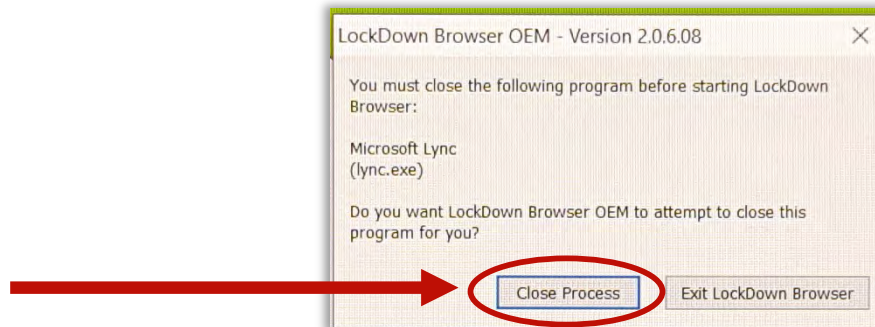 LockDown Browser OEM - Version 2.0.6.08
You must close the following program before starting LockDown
Browser:
Microsoft Lync
(lync.exe)
Do you want LockDown Browser OEM to attempt to close this
program for you?
Close Process
Exit LockDown Browser